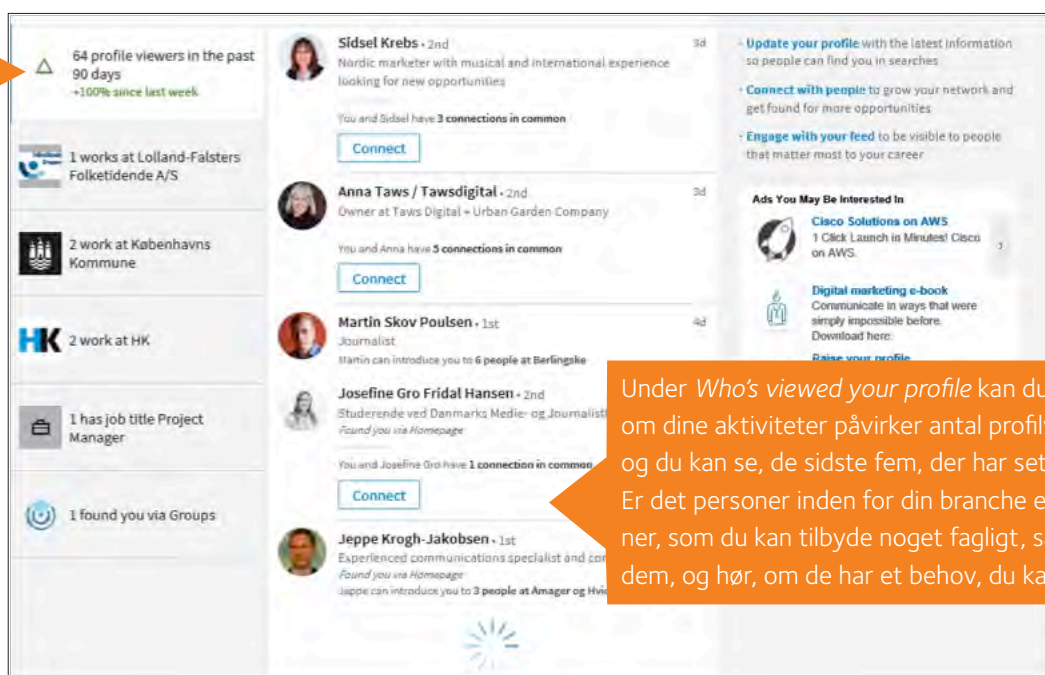 64 profile viewers in the past
90 days
+100% since last week
1 works at Lolland-Falsters
Folketidende A/S
2 work at Københavns
Kommune
HK
2 work at HK
1 has job title Project
Manager
1 found you via Groups
Sidsel Krebs • 2nd
3d
Nordic marketer with musical and international experience
looking for new opportunities
You and Sidsel have 3 connections in common
Connect
Anna Taws / Tawsdigital • 2nd
3d
Owner at Taws Digital + Urban Garden Company
You and Anna have 5 connections in common
Connect
Martin Skov Poulsen • 1st
4d
Journalist
Martin can introduce you to 6 people at Berlingske
Josefine Gro Fridal Hansen • 2nd
Studerende ved Danmarks Medie- og
Found you via Homepage
You and Josefine Gro have 1 connection in common
Connect
Jeppe Krogh-Jakobsen • 1st
Experienced communications specialist and
Found you via Homepage
Jeppe can introduce you to 3 people at Amager og
· Update your profile with the latest information
so people can find you in searches
· Connect with people to grow your network and
get found for more opportunities
· Engage with your feed to be visible to people
that matter most to your career
Ads You May Be Interested In
Cisco Solutions on AWS
1 Click Launch in Minutes! Cisco
on AWS.
Digital marketing e-book
Communicate in ways that were
simply impossible before.
Download here.
Raise your profile
Under Who's viewed your profile kan du
om dine aktiviteter påvirker antal
og du kan se, de sidste fem, der har set
Er det personer inden for din branche
ner, som du kan tilbyde noget fagligt,
dem, og hør, om de har et behov, du